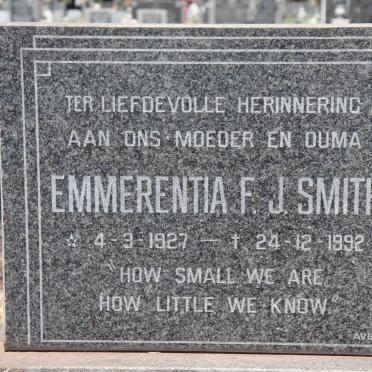 TER LIEFDEVOLLE HERINNERING
AAN ONS MOEDER EN OUMA
EMMERENTIA F. J. SMITH
☆ 4-3-1927 — † 24-12-1992
"HOW SMALL WE ARE,
HOW LITTLE WE KNOW."